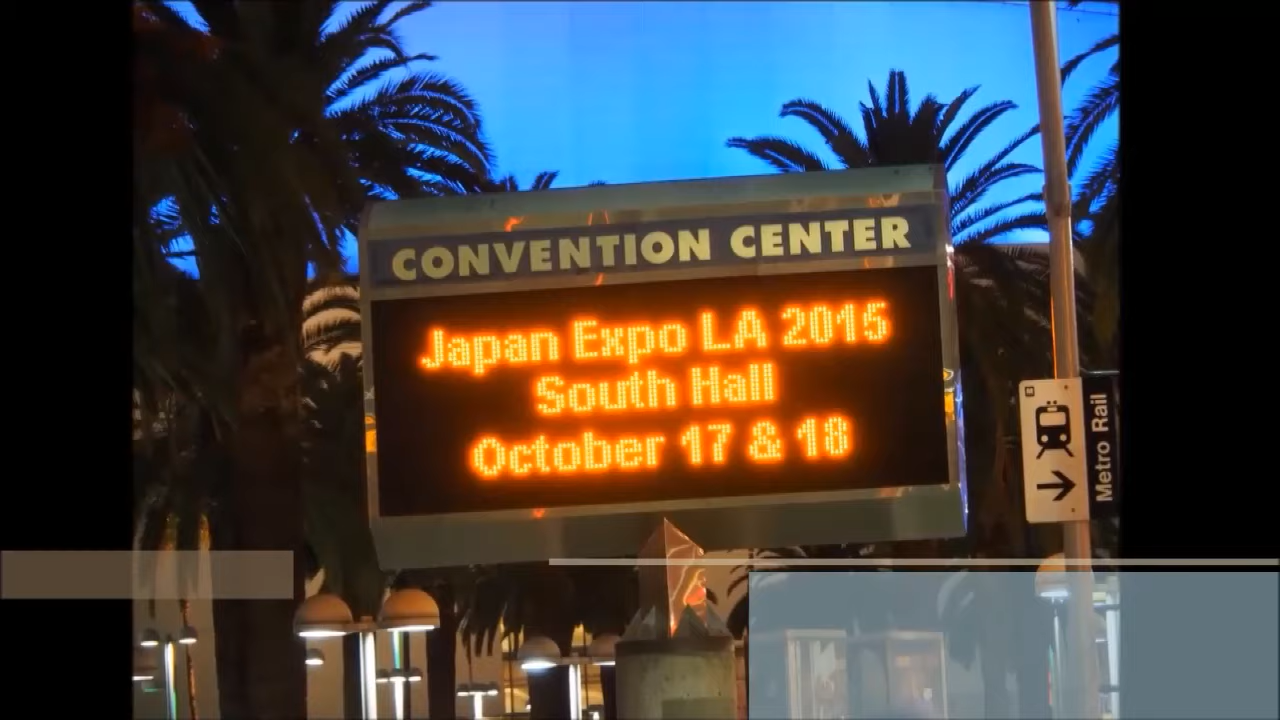 CONVENTION CENTER
Japan Expo LA 2015
South Hall
October 17 & 18
Metro Rail